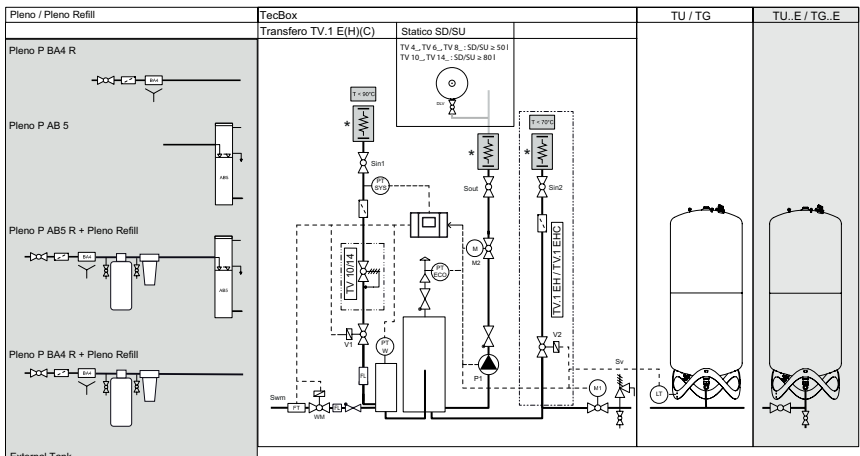 Pleno / Pleno Refill
TecBox
TU / TG
TU..E / TG..E
Transfero TV.1 E(H)(C)
Statico SD/SU
TV 4_, TV 6_, TV 8_ : SD/SU ≥ 50 l
TV 10_, TV 14_ : SD/SU ≥ 80 l
DLV
Pleno P BA4 R
BA4
Pleno P AB 5
AB5
Pleno P AB5 R + Pleno Refill
BA4
AB5
Pleno P BA4 R + Pleno Refill
BA4
External Tank
T < 90°C
*
Sin1
PT
SYS
TV 10/14
V1
PT
W
PT
ECO
*
Sout
M
M2
P1
T < 70°C
*
Sin2
TV.1 EH / TV.1 EHC
V2
Sv
M1
LT
Swm
FT
WM